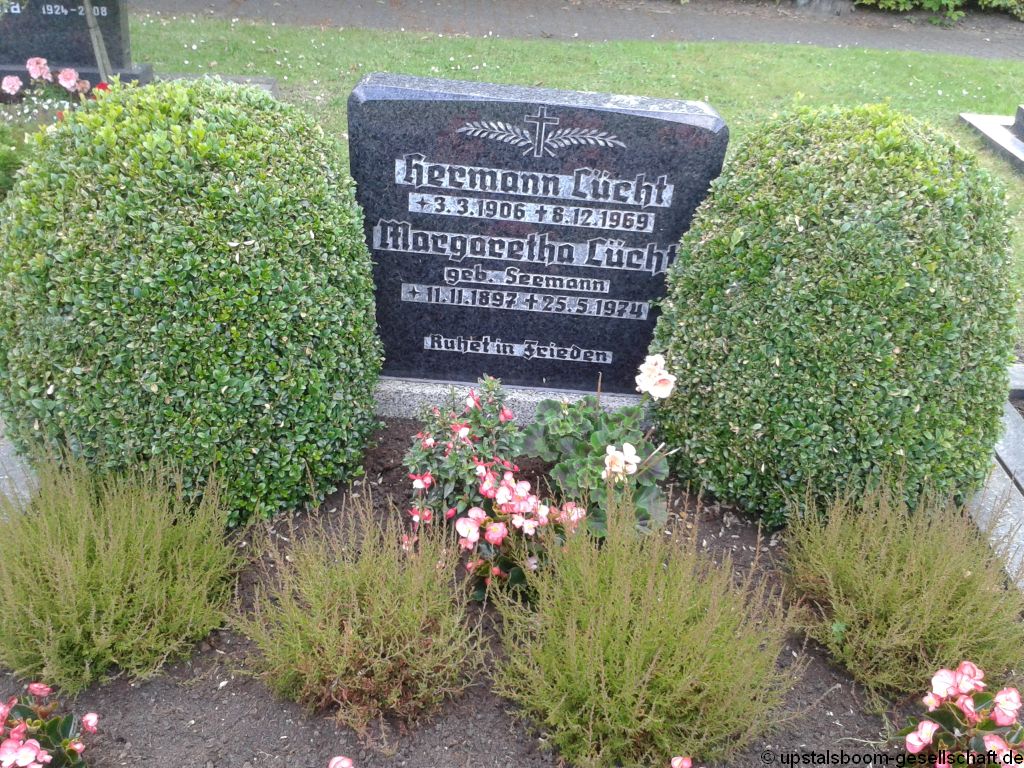 1924-2008
Hermann Lücht
+ 3.3.1906 + 8.12.1969
Margaretha Lücht
geb. Seemann
+ 11.11.1897 + 25.5.1974
Ruhet in Frieden
© upstalsboom-gesellschaft.de